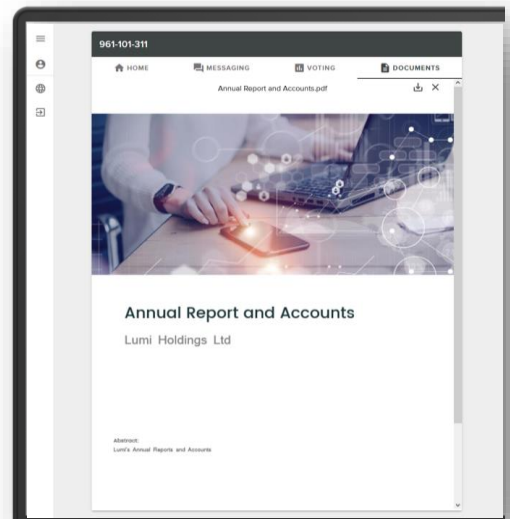 961-101-311
HOME
MESSAGING
VOTING
DOCUMENTS
Annual Report and Accounts.pdf
Annual Report and Accounts
Lumi Holdings Ltd
Abstract:
Lumi's Annual Reports and Accounts